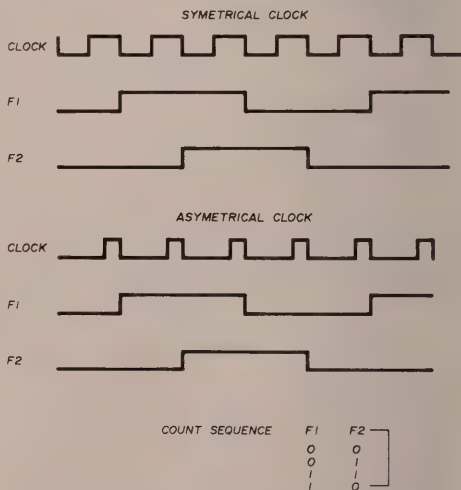 SYMETRICAL CLOCK
CLOCK
F1
F2
ASYMETRICAL CLOCK
CLOCK
F1
F2
COUNT SEQUENCE F1 F2
0 0
0 1
1 1
1 0